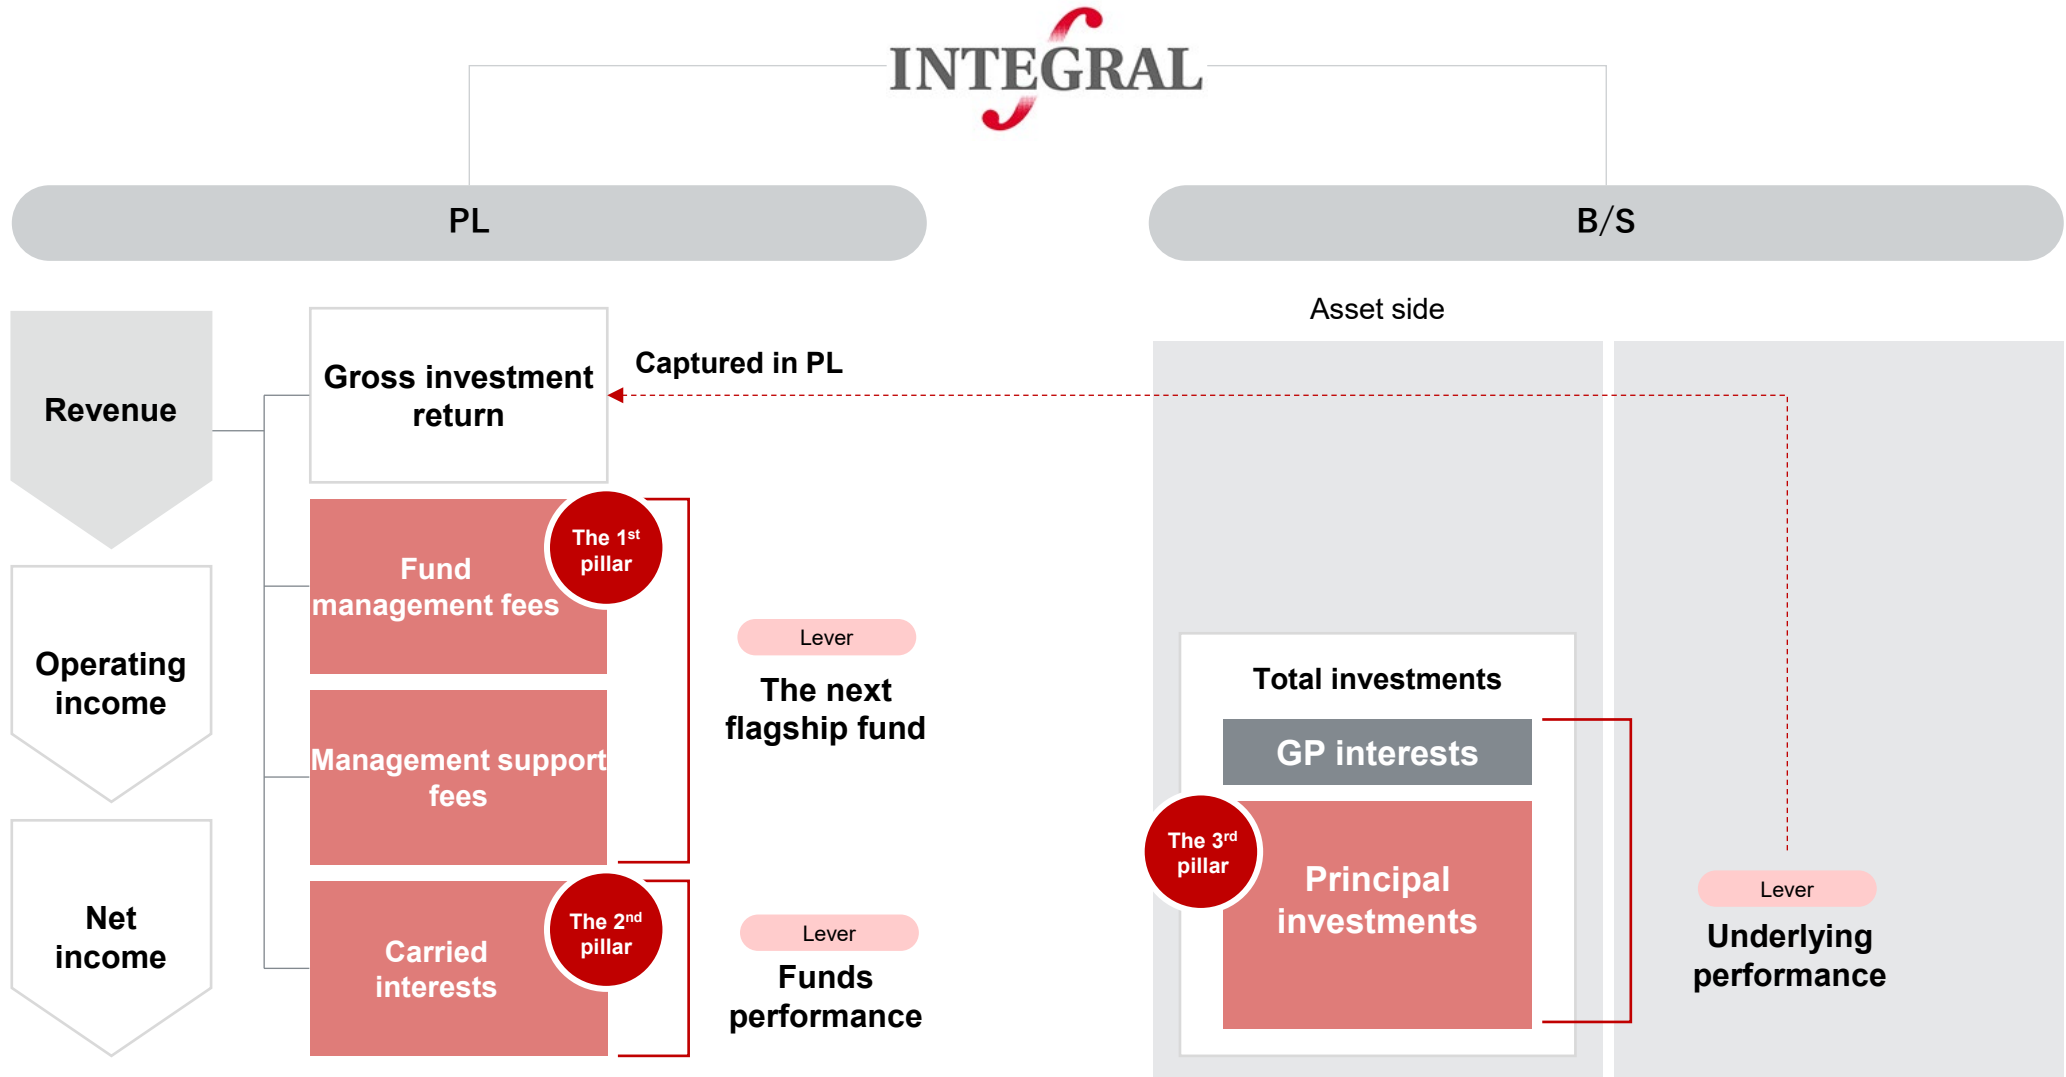 INTEGRAL
PL
B/S
Revenue
Operating
income
Net
income
Gross investment
return
Captured in PL
Fund
management fees
The 1st
pillar
Management support
fees
Lever
The next
flagship fund
Carried
interests
The 2nd
pillar
Lever
Funds
performance
Asset side
Total investments
GP interests
The 3rd
pillar
Principal
investments
Lever
Underlying
performance